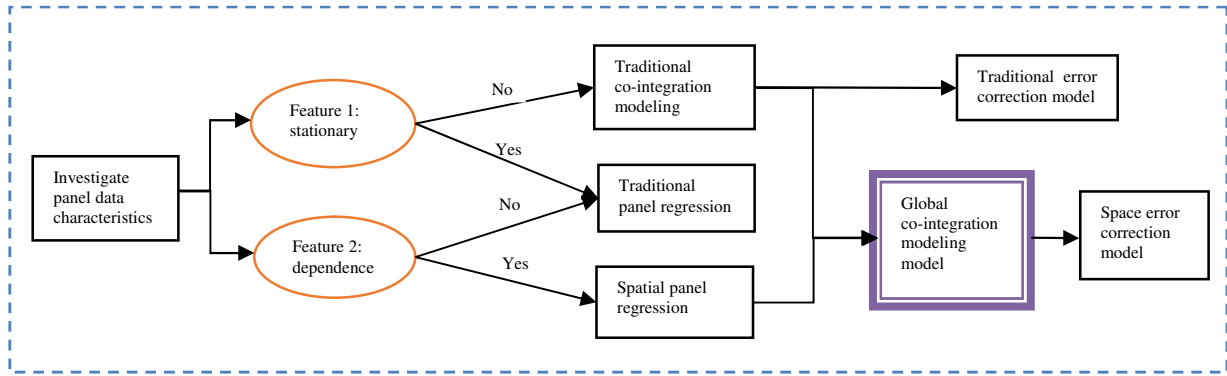 Investigate
panel data
characteristics
Feature 1:
stationary
Feature 2:
dependence
No
Yes
No
Yes
Traditional
co-integration
modeling
Traditional
panel regression
Spatial panel
regression
Traditional error
correction model
Global
co-integration
modeling
model
Space error
correction
model